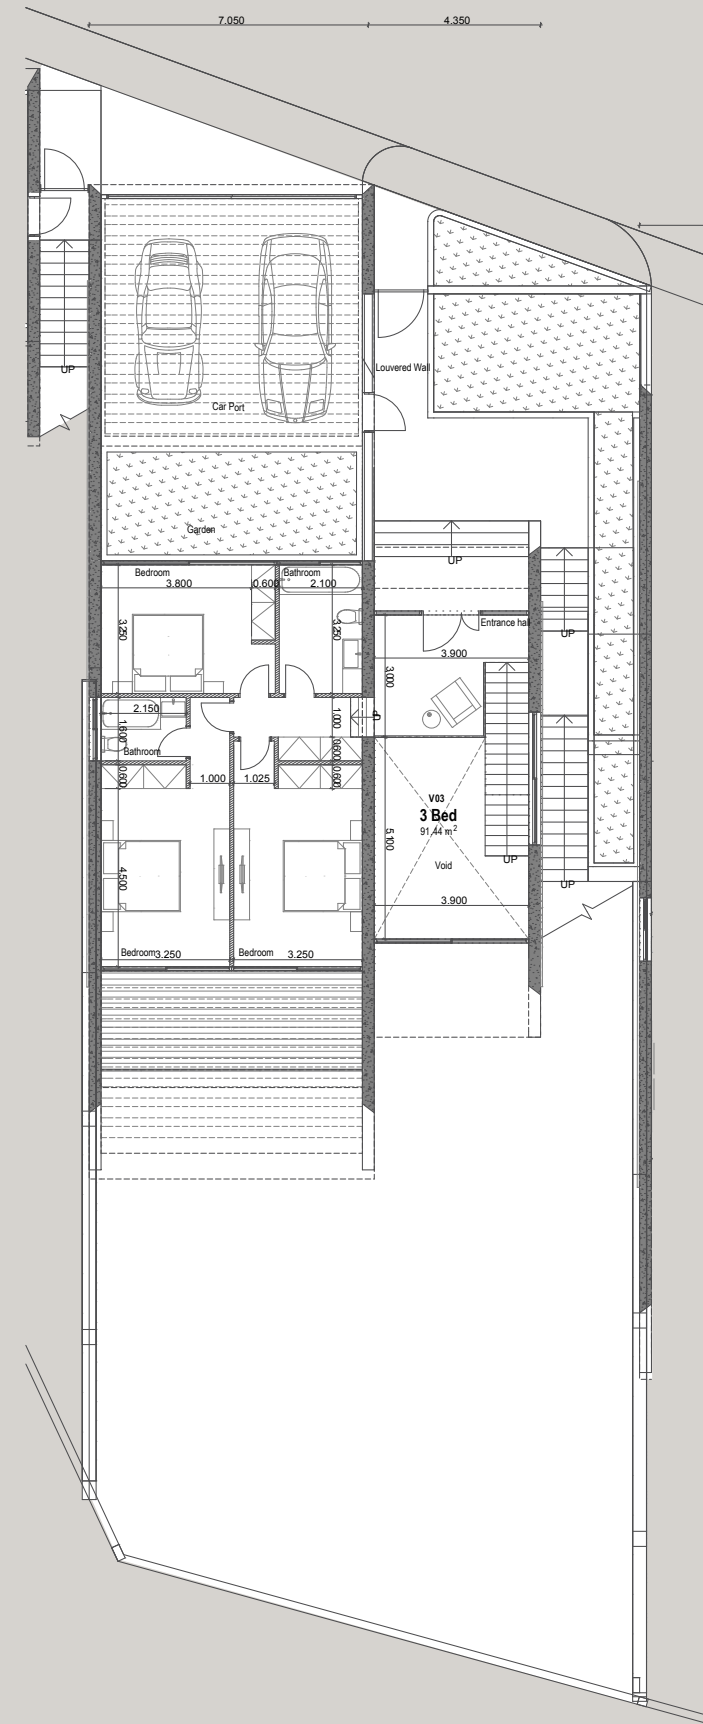 7.050
4.350
UP
Louvered Wall
Car Port
Garden
UP
Bedroom
Bathroom
3.800
0.600
2.100
3.250
3.250
Entrance hall
UP
3.900
3.000
2.150
1.600
1.000
UP
Bathroom
0.600
0.600
0.600
1.000
1.025
V03
3 Bed
91.44 m²
5.100
Void
UP
UP
4.500
3.900
Bedroom
3.250
Bedroom
3.250